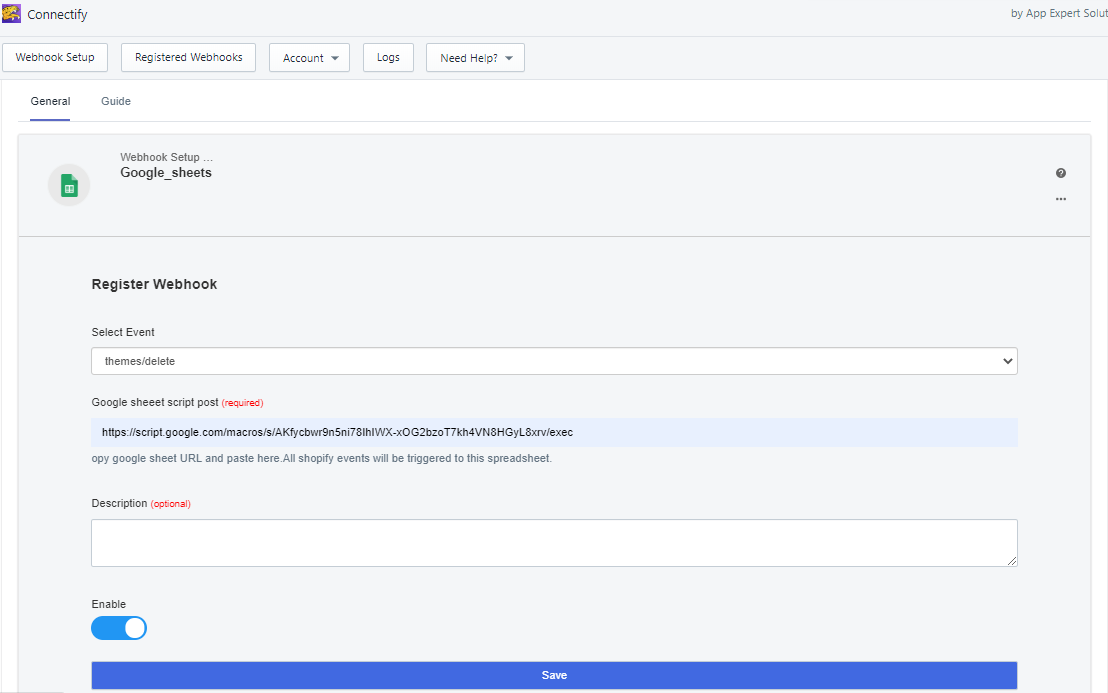 Connectify
by App Expert Solut
Webhook Setup
Registered Webhooks
Account
Logs
Need Help?
General
Guide
Webhook Setup ...
Google_sheets
Register Webhook
Select Event
themes/delete
Google sheeet script post (required)
https://script.google.com/macros/s/AKfycbwr9n5ni78IhIWX-xOG2bzoT7kh4VN8HGyL8xrv/exec
opy google sheet URL and paste here.All shopify events will be triggered to this spreadsheet.
Description (optional)
Enable
Save